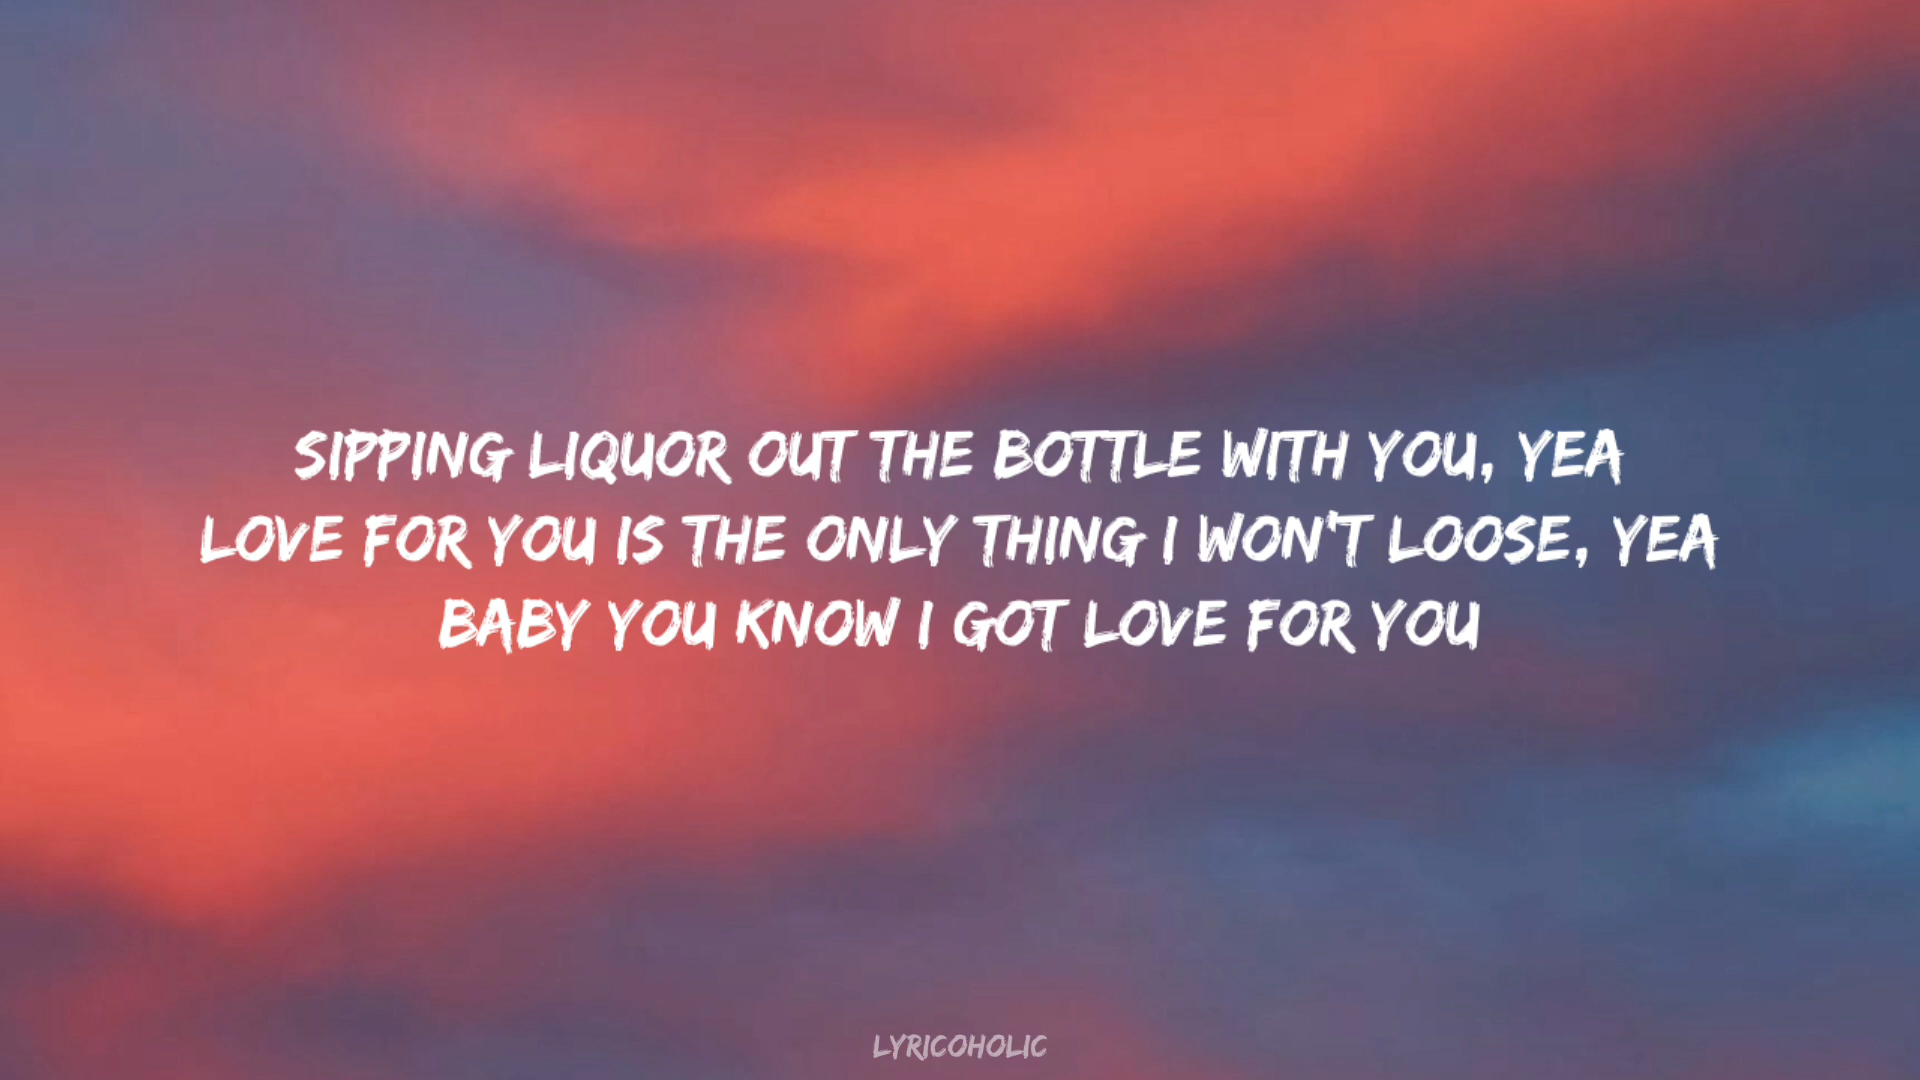 SIPPING LIQUOR OUT THE BOTTLE WITH YOU, YEA
LOVE FOR YOU IS THE ONLY THING I WON'T LOOSE, YEA
BABY YOU KNOW I GOT LOVE FOR YOU
LYRICOHOLIC